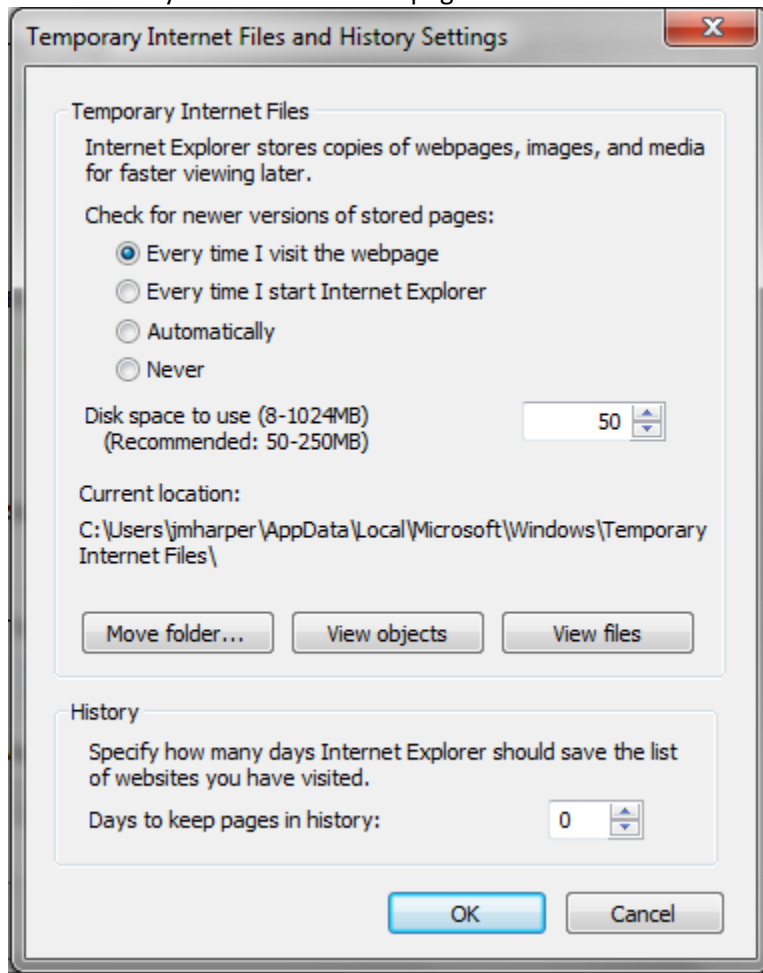 Temporary Internet Files and History Settings
Temporary Internet Files
Internet Explorer stores copies of webpages, images, and media
for faster viewing later.
Check for newer versions of stored pages:
Every time I visit the webpage
Every time I start Internet Explorer
Automatically
Never
Disk space to use (8-1024MB)
50
(Recommended: 50-250MB)
Current location:
C:\Users\jmharper\AppData\Local\Microsoft\Windows\Temporary
Internet Files\
Move folder... View objects View files
History
Specify how many days Internet Explorer should save the list
of websites you have visited.
Days to keep pages in history: 0
OK Cancel